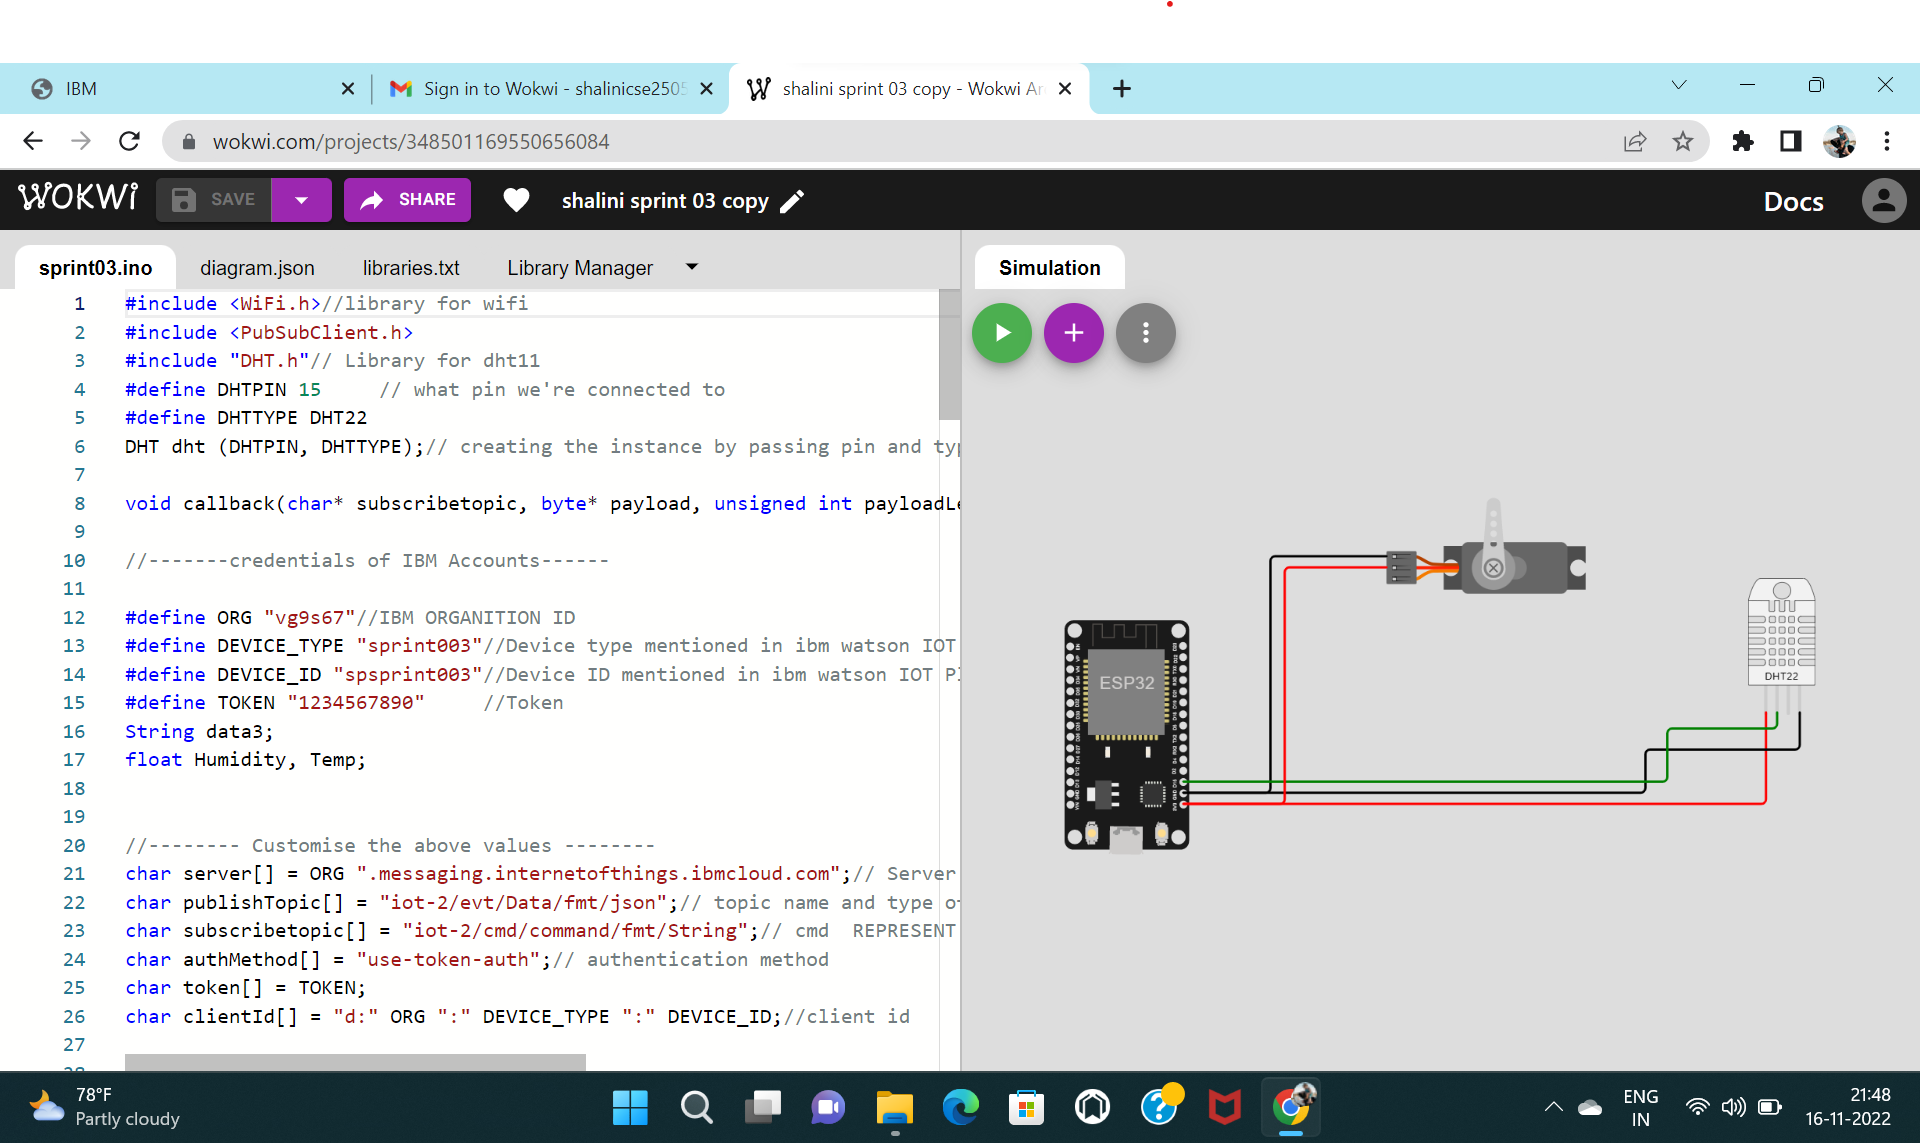 IBM
Sign in to Wokwi - shalinicse2505
shalini sprint 03 copy - Wokwi Ar
wokwi.com/projects/348501169550656084
WOKWi
SAVE
SHARE
shalini sprint 03 copy
Docs
sprint03.ino
diagram.json
libraries.txt
Library Manager
Simulation
1 #include <WiFi.h>//library for wifi
2 #include <PubSubClient.h>
3 #include "DHT.h"// Library for dht11
4 #define DHTPIN 15     // what pin we're connected to
5 #define DHTTYPE DHT22
6 DHT dht (DHTPIN, DHTTYPE);// creating the instance by passing pin and typ
7
8 void callback(char* subscribetopic, byte* payload, unsigned int payloadLe
9
10 //-------credentials of IBM Accounts------
11
12 #define ORG "vg9s67"//IBM ORGANITION ID
13 #define DEVICE_TYPE "sprint003"//Device type mentioned in ibm watson IOT
14 #define DEVICE_ID "spsprint003"//Device ID mentioned in ibm watson IOT Pl
15 #define TOKEN "1234567890"     //Token
16 String data3;
17 float Humidity, Temp;
18
19
20 //-------- Customise the above values --------
21 char server[] = ORG ".messaging.internetofthings.ibmcloud.com";// Server
22 char publishTopic[] = "iot-2/evt/Data/fmt/json";// topic name and type of
23 char subscribetopic[] = "iot-2/cmd/command/fmt/String";// cmd  REPRESENT
24 char authMethod[] = "use-token-auth";// authentication method
25 char token[] = TOKEN;
26 char clientId[] = "d:" ORG ":" DEVICE_TYPE ":" DEVICE_ID;//client id
27
ESP32
DHT22
78°F
Partly cloudy
ENG
IN
21:48
16-11-2022